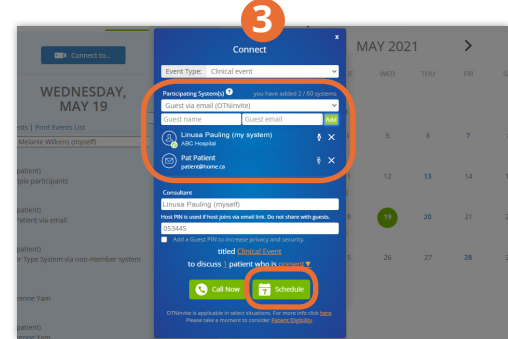 3
x
Connect
MAY 2021 >
Connect to...
Event Type: Clinical event
WED THU FRI
WEDNESDAY,
MAY 19
Participating System(s) ? you have added 2 / 60 systems
Guest via email (OTNinvite)
Guest name Guest email Add
| Print Events List
Melanie Wilkens (myself)
Linusa Pauling (my system)
ABC Hospital
5 6 7
Pat Patient
patient@home.ca
patient)
participants
12 13 14
Consultant
Linusa Pauling (myself)
Host PIN is used if host joins via email link. Do not share with guests.
053445
patient)
via email
19 20 21
Add a Guest PIN to increase privacy and security.
titled Clinical Event
to discuss 1 patient who is present
patient)
Type System via non-member system
26 27 28
Call Now 7 Schedule
Yam
OTNinvite is applicable in select situations. For more info click here.
Please take a moment to consider Patient Eligibility.
patient)
Yam